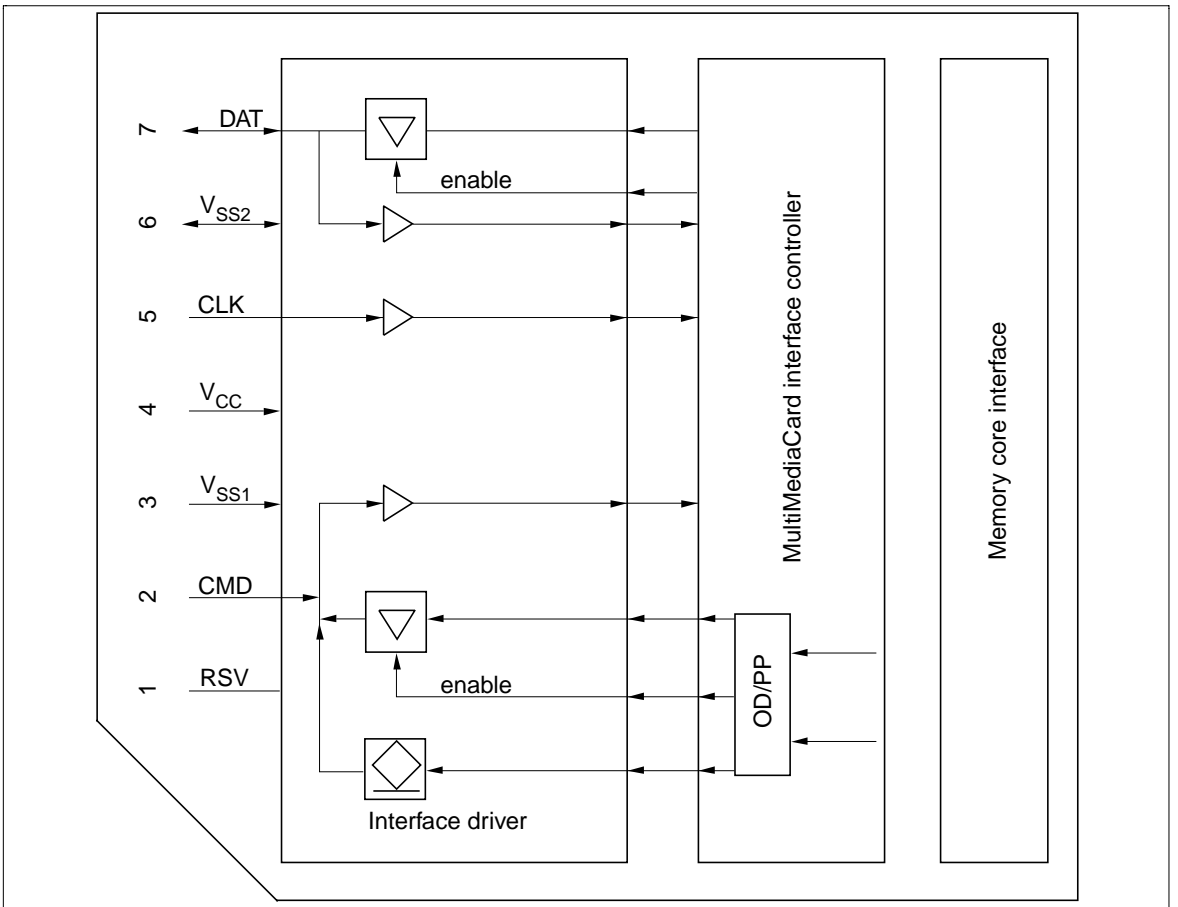 7 DAT
enable
6 VSS2
5 CLK
4 VCC
3 VSS1
2 CMD
1 RSV
enable
Interface driver
OD/PP
MultiMediaCard interface controller
Memory core interface